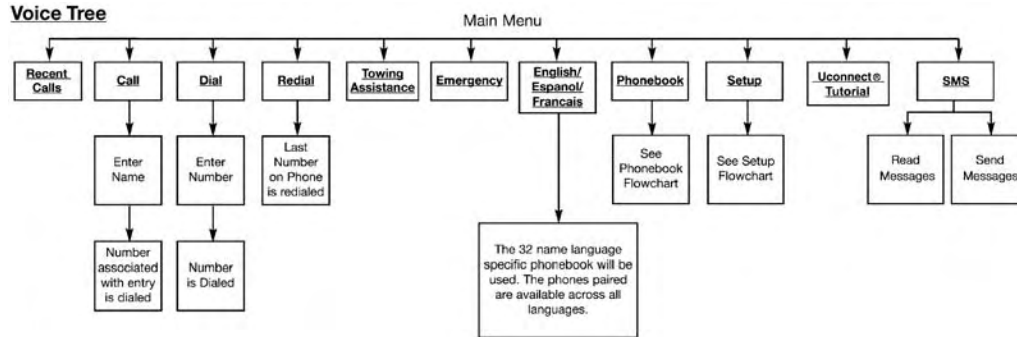 Voice Tree
Main Menu
Recent
Calls
Call
Dial
Redial
Towing
Assistance
Emergency
English/
Espanol/
Francais
Phonebook
Setup
Uconnect®
Tutorial
SMS
Enter
Name
Enter
Number
Last
Number
on Phone
is redialed
See
Phonebook
Flowchart
See Setup
Flowchart
Read
Messages
Send
Messages
Number
associated
with entry
is dialed
Number
is Dialed
The 32 name language
specific phonebook will be
used. The phones paired
are available across all
languages.